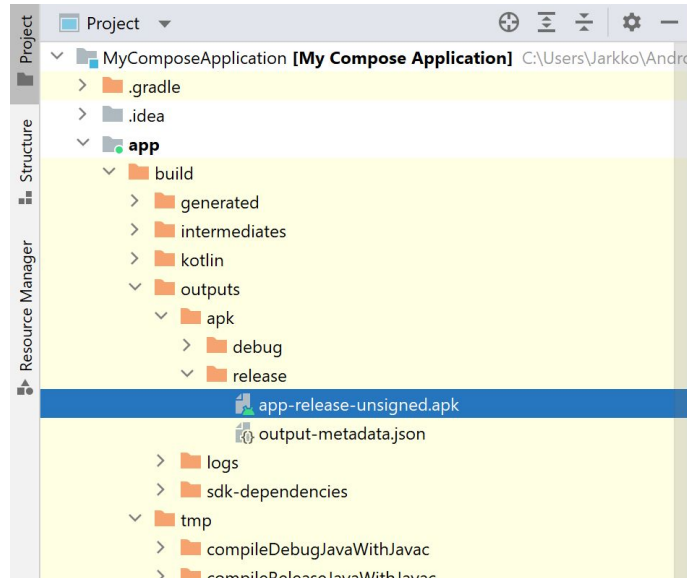 Project
Structure
Resource Manager
Project
MyComposeApplication [My Compose Application] C:\Users\Jarkko\Andro
.gradle
.idea
app
build
generated
intermediates
kotlin
outputs
apk
debug
release
app-release-unsigned.apk
output-metadata.json
logs
sdk-dependencies
tmp
compileDebugJavaWithJavac
compileReleaseJavaWithJavac